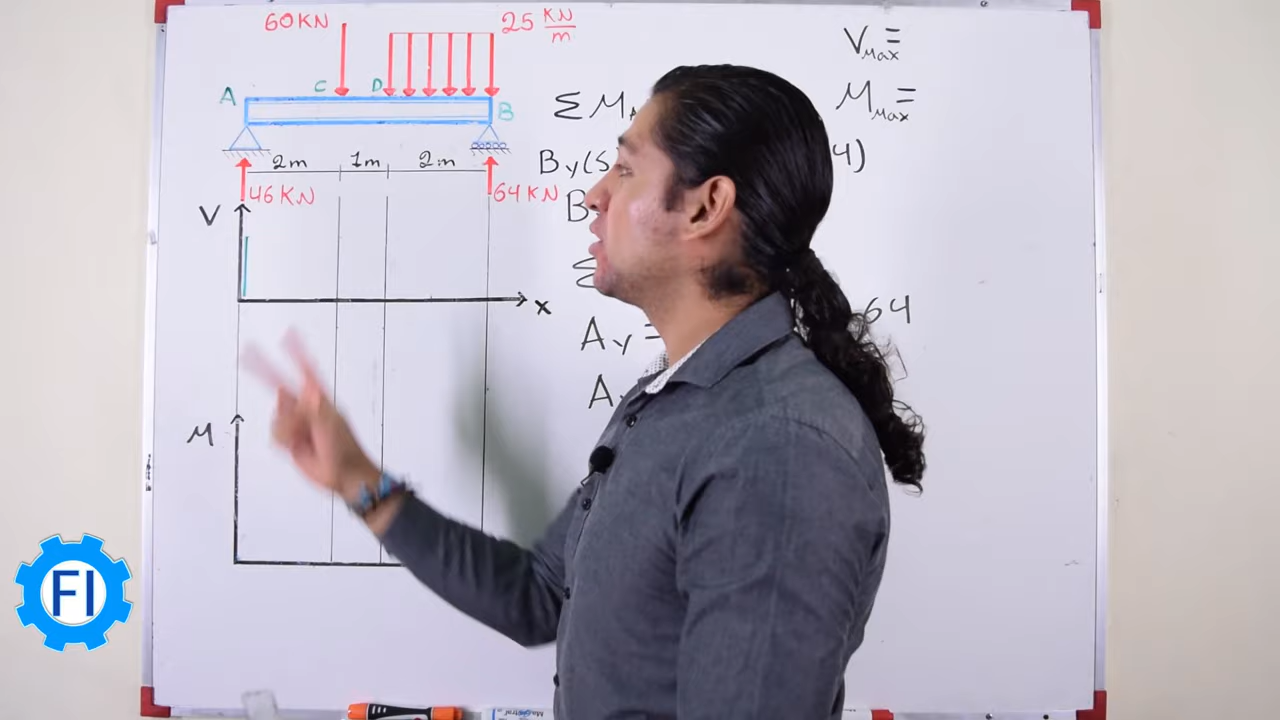 60KN
25 KN/m
C
D
A
B
2m
1m
2m
46 KN
64 KN
V
x
M
VMax=
MMax=
ΣM
By(5
4)
B
Σ
Ay=
64
A
FI